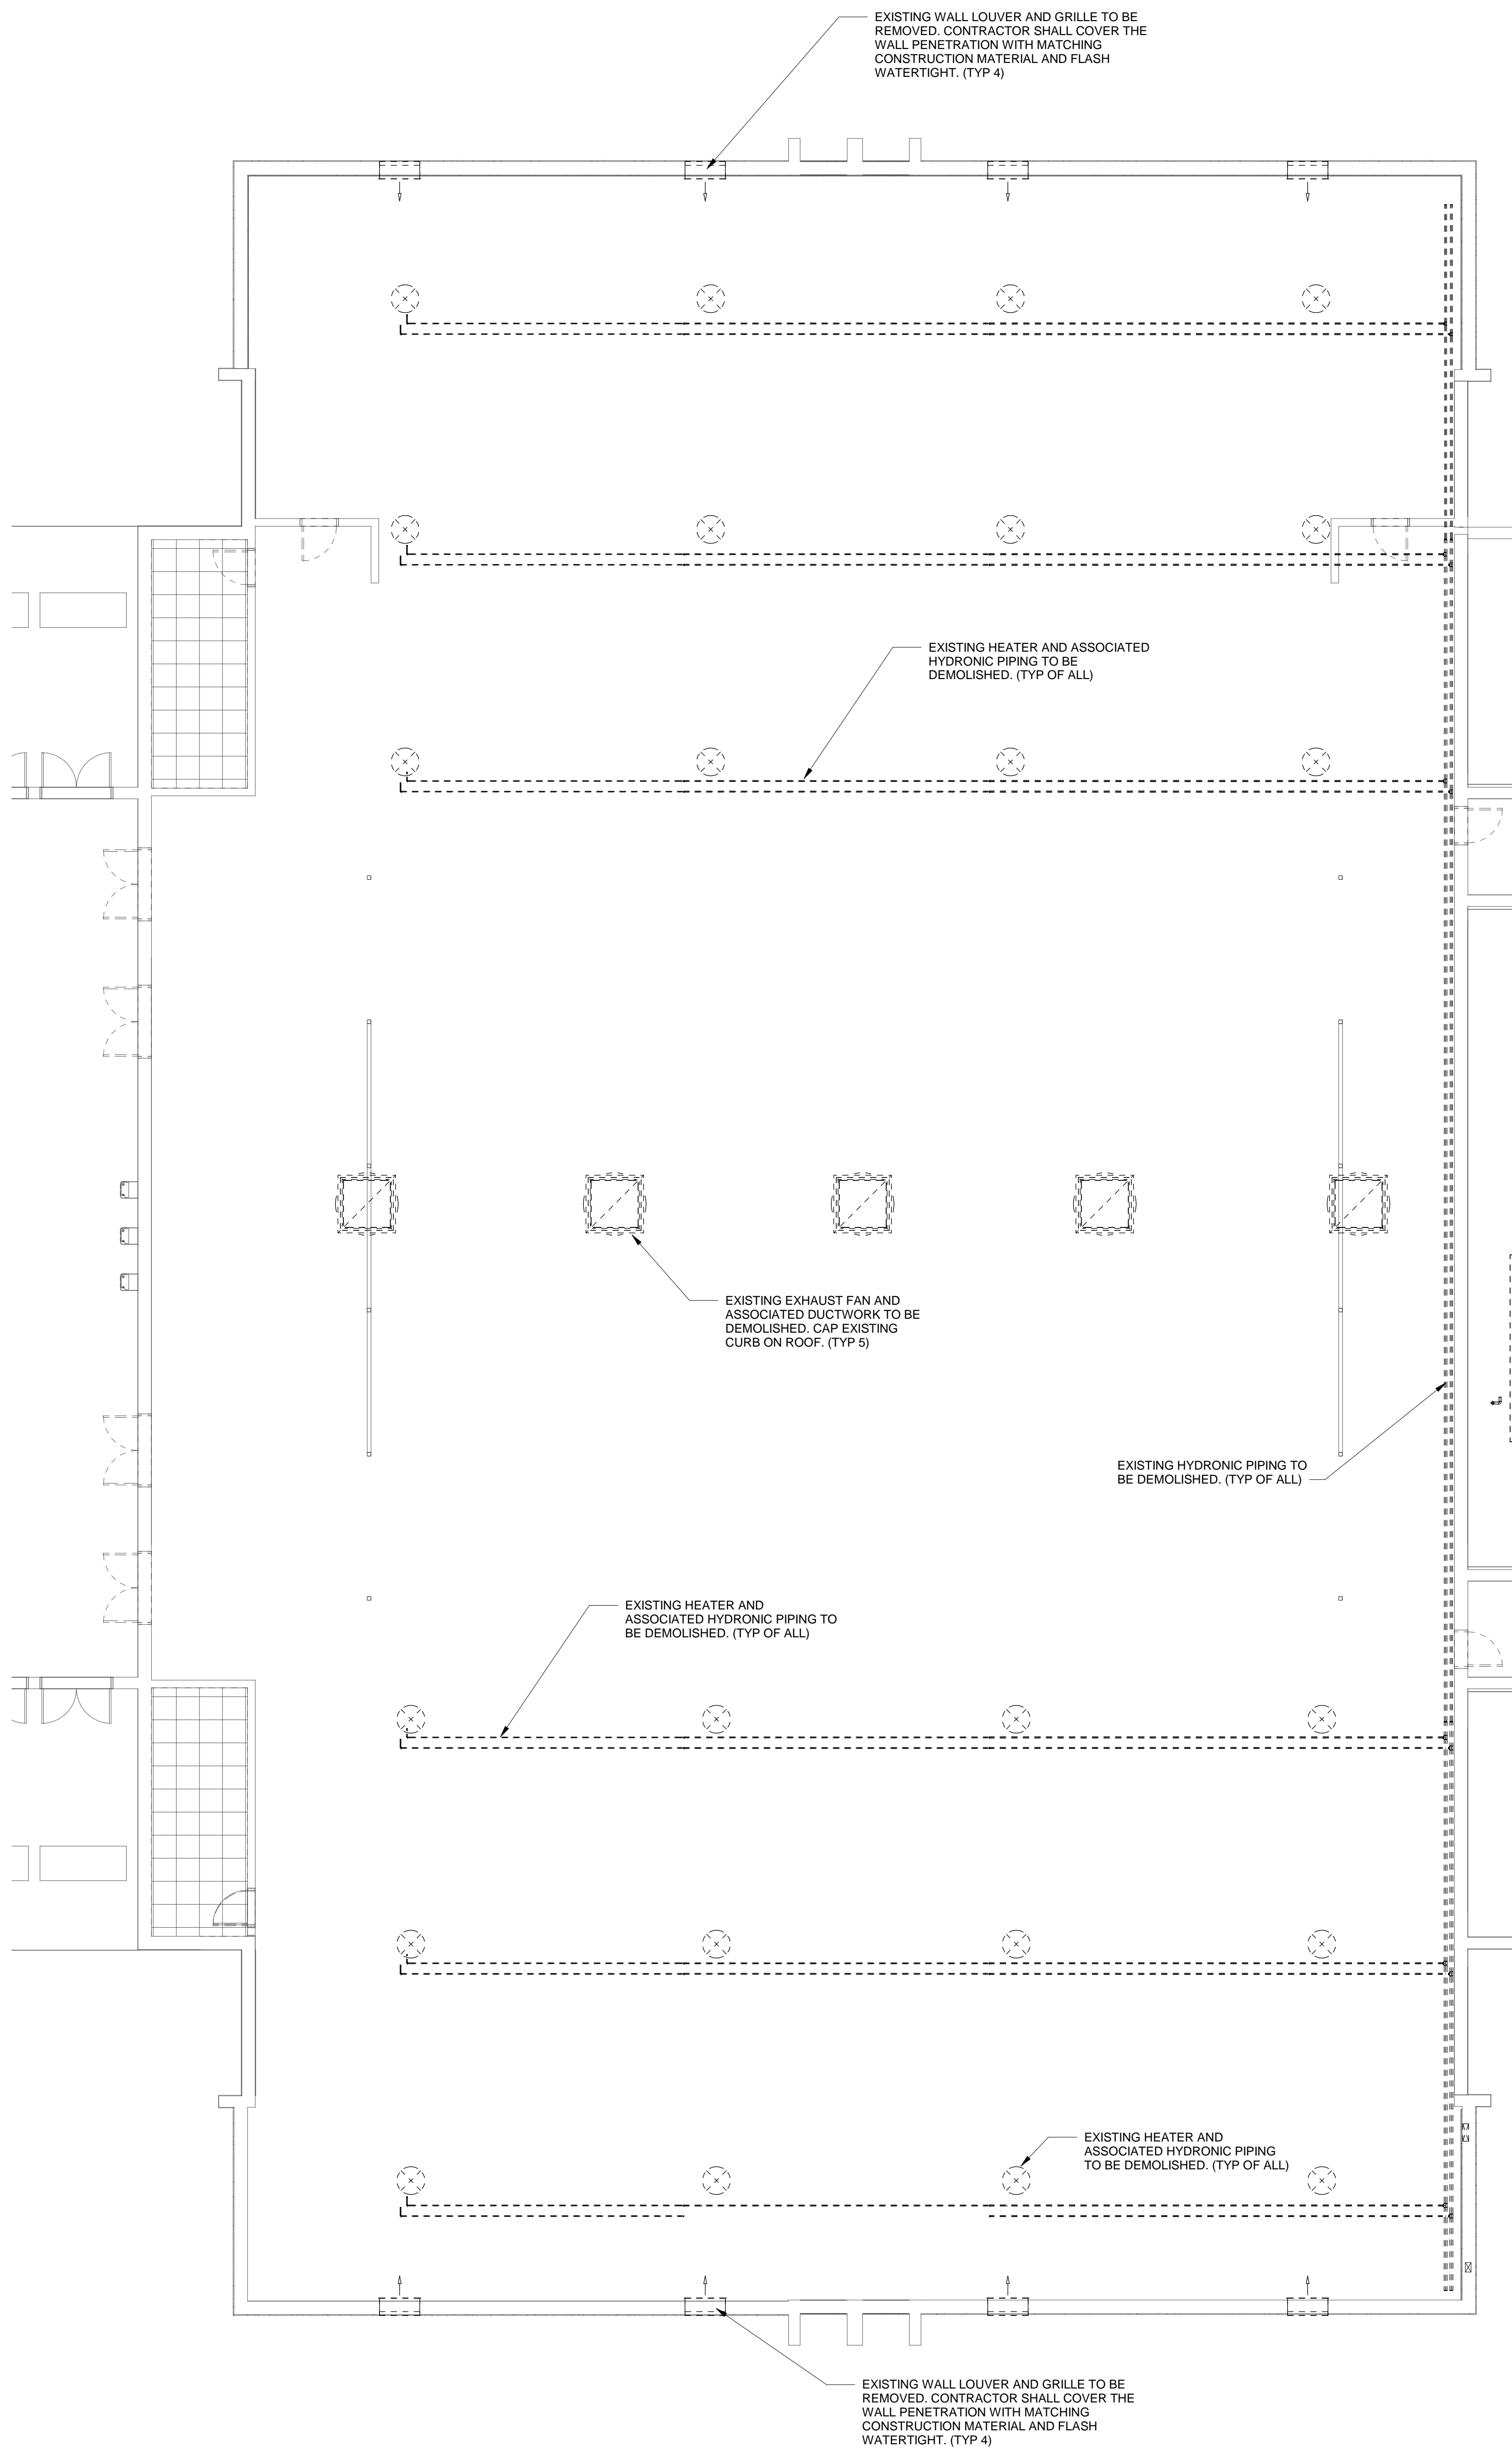 EXISTING WALL LOUVER AND GRILLE TO BE
REMOVED. CONTRACTOR SHALL COVER THE
WALL PENETRATION WITH MATCHING
CONSTRUCTION MATERIAL AND FLASH
WATERTIGHT. (TYP 4)
EXISTING HEATER AND ASSOCIATED
HYDRONIC PIPING TO BE
DEMOLISHED. (TYP OF ALL)
EXISTING EXHAUST FAN AND
ASSOCIATED DUCTWORK TO BE
DEMOLISHED. CAP EXISTING
CURB ON ROOF. (TYP 5)
EXISTING HYDRONIC PIPING TO
BE DEMOLISHED. (TYP OF ALL)
EXISTING HEATER AND
ASSOCIATED HYDRONIC PIPING TO
BE DEMOLISHED. (TYP OF ALL)
EXISTING HEATER AND
ASSOCIATED HYDRONIC PIPING
TO BE DEMOLISHED. (TYP OF ALL)
EXISTING WALL LOUVER AND GRILLE TO BE
REMOVED. CONTRACTOR SHALL COVER THE
WALL PENETRATION WITH MATCHING
CONSTRUCTION MATERIAL AND FLASH
WATERTIGHT. (TYP 4)